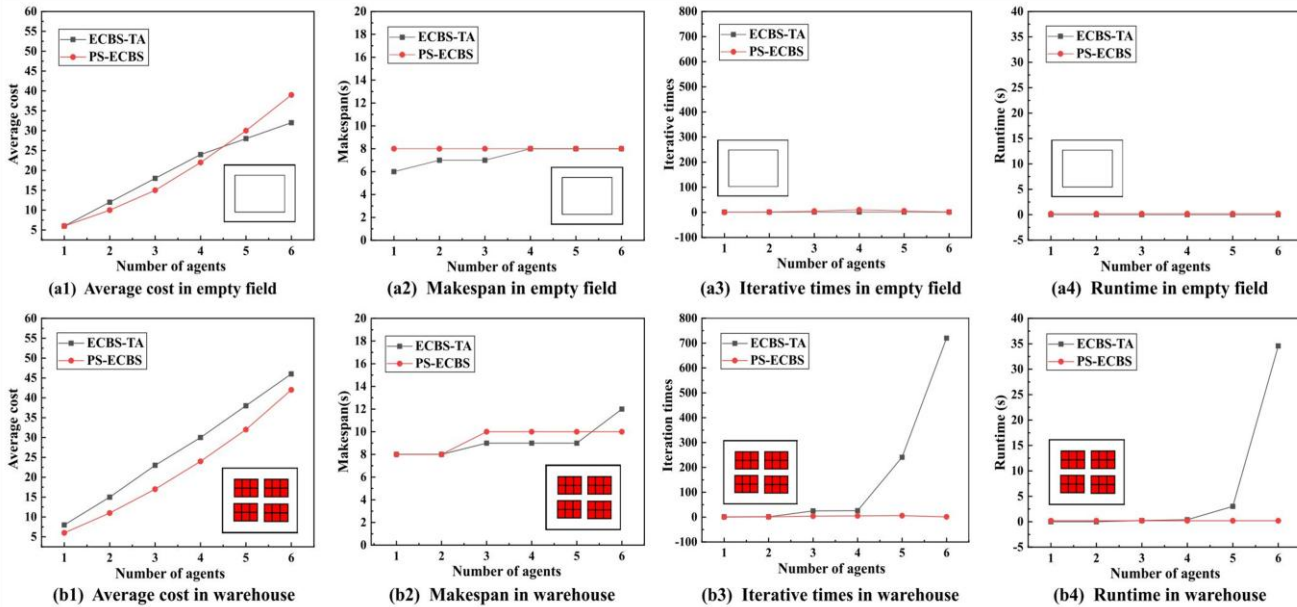 60
55
50
45
40
35
30
25
20
15
10
5
Average cost
ECBS-TA
PS-ECBS
1 2 3 4 5 6
Number of agents
(a1) Average cost in empty field
20
18
16
14
12
10
8
6
4
2
0
Makespan(s)
ECBS-TA
PS-ECBS
1 2 3 4 5 6
Number of agents
(a2) Makespan in empty field
800
700
600
500
400
300
200
100
0
-100
Iterative times
ECBS-TA
PS-ECBS
1 2 3 4 5 6
Number of agents
(a3) Iterative times in empty field
40
35
30
25
20
15
10
5
0
-5
Runtime (s)
ECBS-TA
PS-ECBS
1 2 3 4 5 6
Number of agents
(a4) Runtime in empty field
60
55
50
45
40
35
30
25
20
15
10
5
Average cost
ECBS-TA
PS-ECBS
1 2 3 4 5 6
Number of agents
(b1) Average cost in warehouse
20
18
16
14
12
10
8
6
4
2
0
Makespan(s)
ECBS-TA
PS-ECBS
1 2 3 4 5 6
Number of agents
(b2) Makespan in warehouse
800
700
600
500
400
300
200
100
0
-100
Iteration times
ECBS-TA
PS-ECBS
1 2 3 4 5 6
Number of agents
(b3) Iterative times in warehouse
40
35
30
25
20
15
10
5
0
-5
Runtime (s)
ECBS-TA
PS-ECBS
1 2 3 4 5 6
Number of agents
(b4) Runtime in warehouse